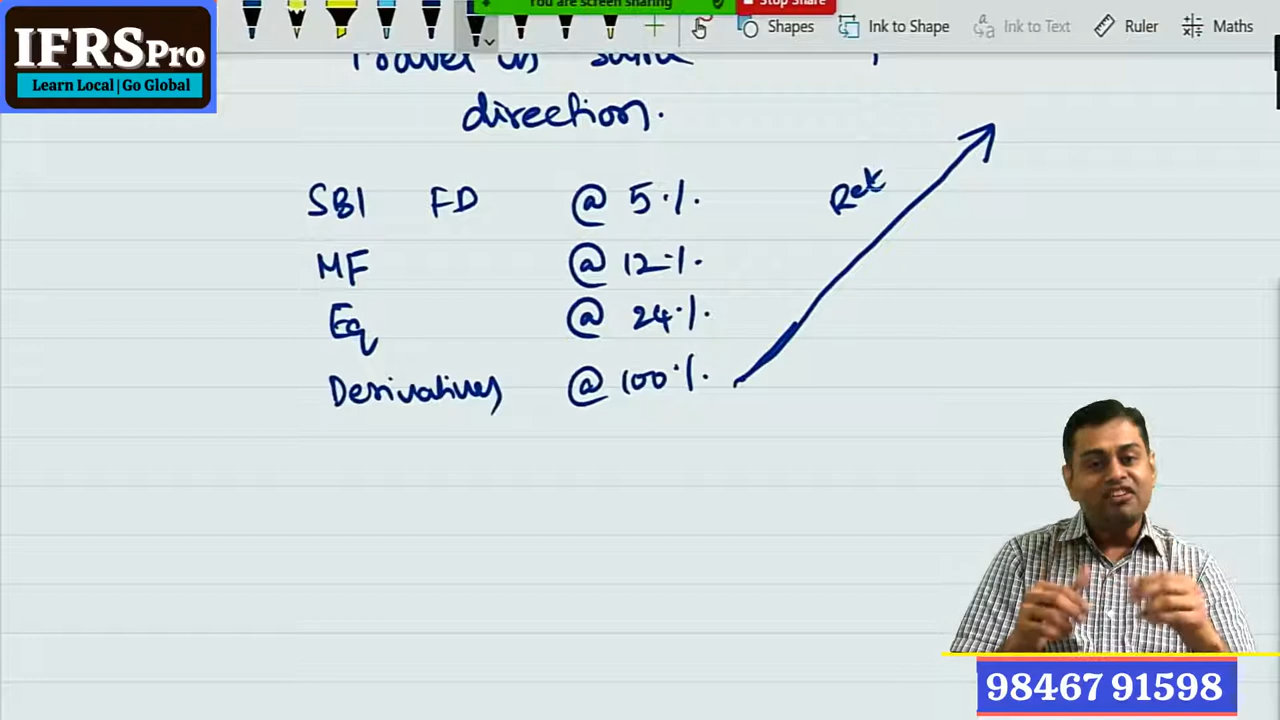 You are screen sharing
Stop Share
IFRSPro
Learn Local|Go Global
Shapes
Ink to Shape
Ink to Text
Ruler
Maths
direction.
Ret
SBI FD @ 5%.
MF @ 12%.
Eq @ 24%.
Derivatives @ 100%.
98467 91598